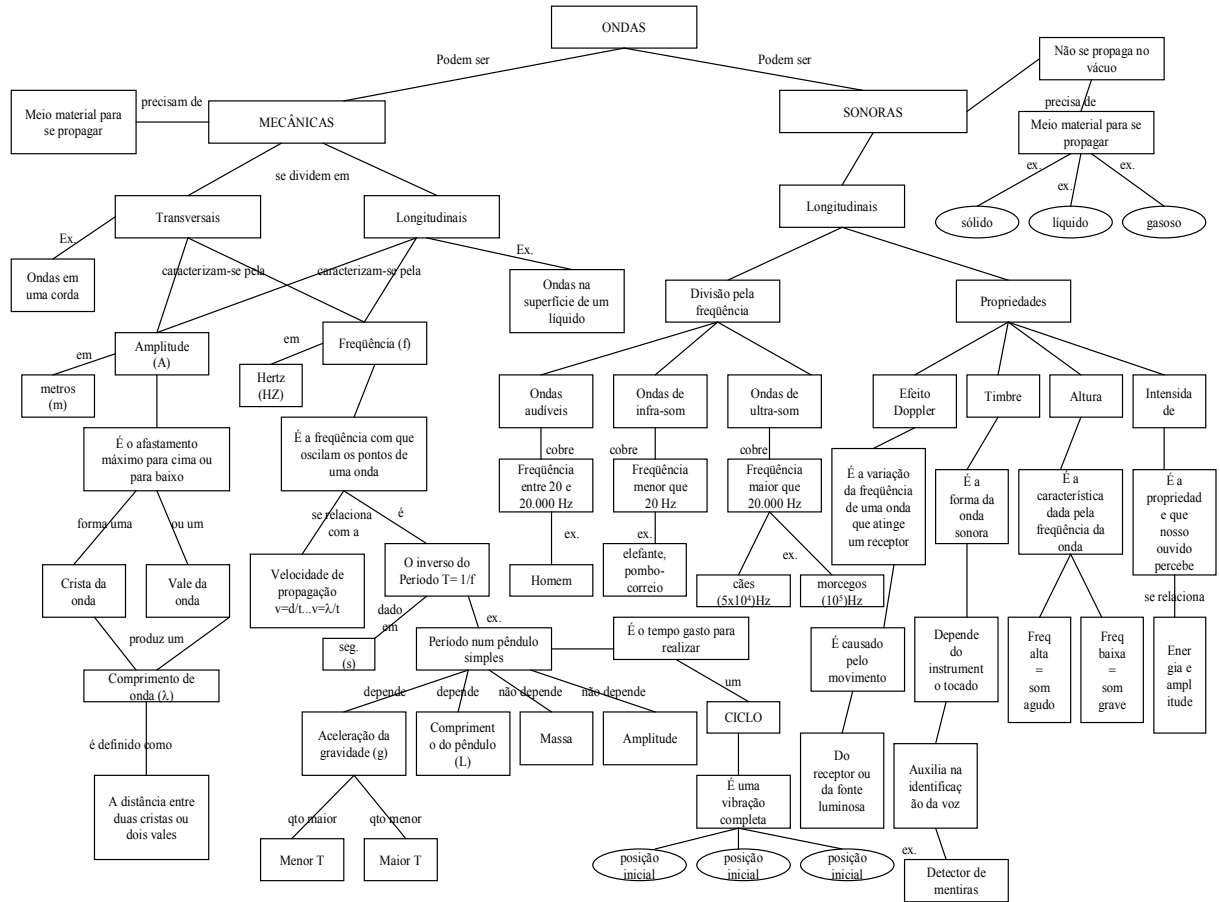 ONDAS
Podem ser
Podem ser
Não se propaga no
vácuo
precisam de
Meio material para
se propagar
MECÂNICAS
SONORAS
precisa de
Meio material para se
propagar
ex.
ex.
ex.
sólido
líquido
gasoso
se dividem em
Transversais
Longitudinais
Longitudinais
Ex.
Ondas em
uma corda
caracterizam-se pela
caracterizam-se pela
Ex.
Ondas na
superfície de um
líquido
Divisão pela
freqüência
Propriedades
em
Amplitude
(A)
metros
(m)
em
Freqüência (f)
Hertz
(HZ)
Ondas
audíveis
Ondas de
infra-som
Ondas de
ultra-som
Efeito
Doppler
Timbre
Altura
Intensida
de
É o afastamento
máximo para cima ou
para baixo
É a freqüência com que
oscilam os pontos de
uma onda
cobre
cobre
cobre
Freqüência
entre 20 e
20.000 Hz
Freqüência
menor que
20 Hz
Freqüência
maior que
20.000 Hz
É a variação
da freqüência
de uma onda
que atinge
um receptor
É a
forma da
onda
sonora
É a
característica
dada pela
freqüência da
onda
É a
propriedad
e que
nosso
ouvido
percebe
forma uma
ou um
se relaciona
com a
é
ex.
ex.
ex.
Crista da
onda
Vale da
onda
Velocidade de
propagação
v=d/t...v=λ/t
O inverso do
Período T= 1/f
Homem
elefante,
pombo-
correio
cães
(5x10⁴)Hz
morcegos
(10⁵)Hz
se relaciona
produz um
dado
em
seg.
(s)
ex.
Período num pêndulo
simples
É o tempo gasto para
realizar
É causado
pelo
movimento
Depende
do
instrument
o tocado
Freq
alta
=
som
agudo
Freq
baixa
=
som
grave
Ener
gia e
ampl
itude
Comprimento de
onda (λ)
depende
depende
não depende
não depende
um
Aceleração da
gravidade (g)
Compriment
o do pêndulo
(L)
Massa
Amplitude
CICLO
é definido como
Do
receptor ou
da fonte
luminosa
Auxilia na
identificaç
ão da voz
A distância entre
duas cristas ou
dois vales
qto maior
qto menor
É uma
vibração
completa
Menor T
Maior T
posição
inicial
posição
inicial
posição
inicial
ex.
Detector de
mentiras